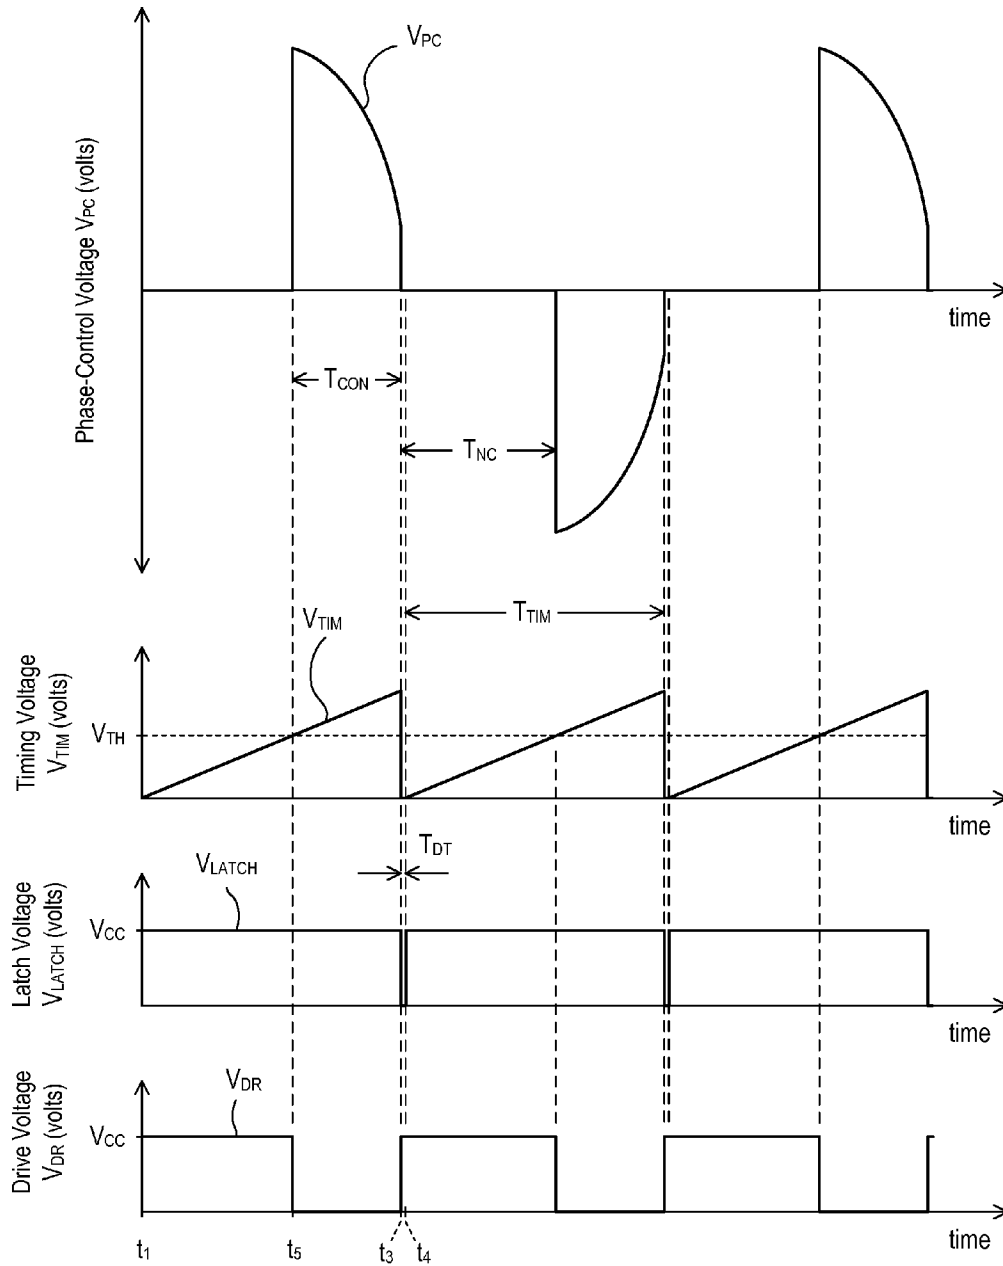 Phase-Control Voltage VPC (volts)
VPC
time
TCON
TNC
TTIM
Timing Voltage
VTIM (volts)
VTIM
VTH
time
TDT
Latch Voltage
VLATCH (volts)
VLATCH
VCC
time
Drive Voltage
VDR (volts)
VDR
VCC
time
t1
t5
t3
t4